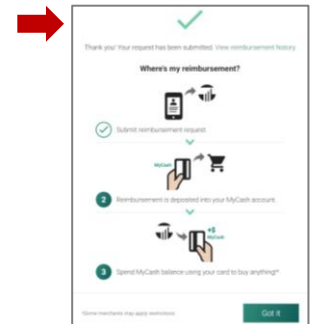 Thank you! Your request has been submitted. View reimbursement history
Where's my reimbursement?
Submit reimbursement request.
MyCash
2 Reimbursement is deposited into your MyCash account.
+$
MyCash
3 Spend MyCash balance using your card to buy anything!*
*Some merchants may apply restrictions
Got it